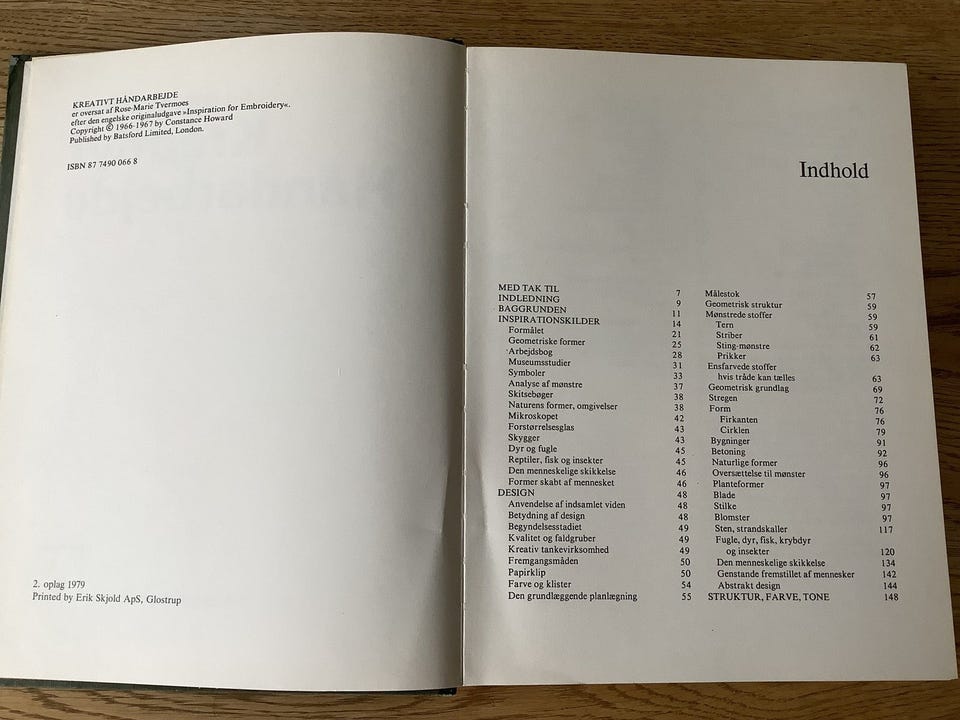 KREATIVT HÅNDARBEJDE
er oversat af Rose-Marie Tvermoes
efter den engelske originaludgave »Inspiration for Embroidery«.
Copyright © 1966-1967 by Constance Howard
Published by Batsford Limited, London.
ISBN 87 7490 066 8
2. oplag 1979
Printed by Erik Skjold ApS, Glostrup
Indhold
MED TAK TIL 7
INDLEDNING 9
BAGGRUNDEN 11
INSPIRATIONSKILDER 14
Formålet 21
Geometriske former 25
Arbejdsbog 28
Museumsstudier 31
Symboler 33
Analyse af mønstre 37
Skitsebøger 38
Naturens former, omgivelser 38
Mikroskopet 42
Forstørrelsesglas 43
Skygger 43
Dyr og fugle 45
Reptiler, fisk og insekter 45
Den menneskelige skikkelse 46
Former skabt af mennesket 46
DESIGN 48
Anvendelse af indsamlet viden 48
Betydning af design 48
Begyndelsesstadiet 49
Kvalitet og faldgruber 49
Kreativ tankevirksomhed 49
Fremgangsmåden 50
Papirklip 50
Farve og klister 54
Den grundlæggende planlægning 55
Målestok 57
Geometrisk struktur 59
Mønstrede stoffer 59
Tern 59
Striber 61
Sting-mønstre 62
Prikker 63
Ensfarvede stoffer
hvis tråde kan tælles 63
Geometrisk grundlag 69
Stregen 72
Form 76
Firkanten 76
Cirklen 79
Bygninger 91
Betoning 92
Naturlige former 96
Oversættelse til mønster 96
Planteformer 97
Blade 97
Stilke 97
Blomster 97
Sten, strandskaller 117
Fugle, dyr, fisk, krybdyr
og insekter 120
Den menneskelige skikkelse 134
Genstande fremstillet af mennesker 142
Abstrakt design 144
STRUKTUR, FARVE, TONE 148